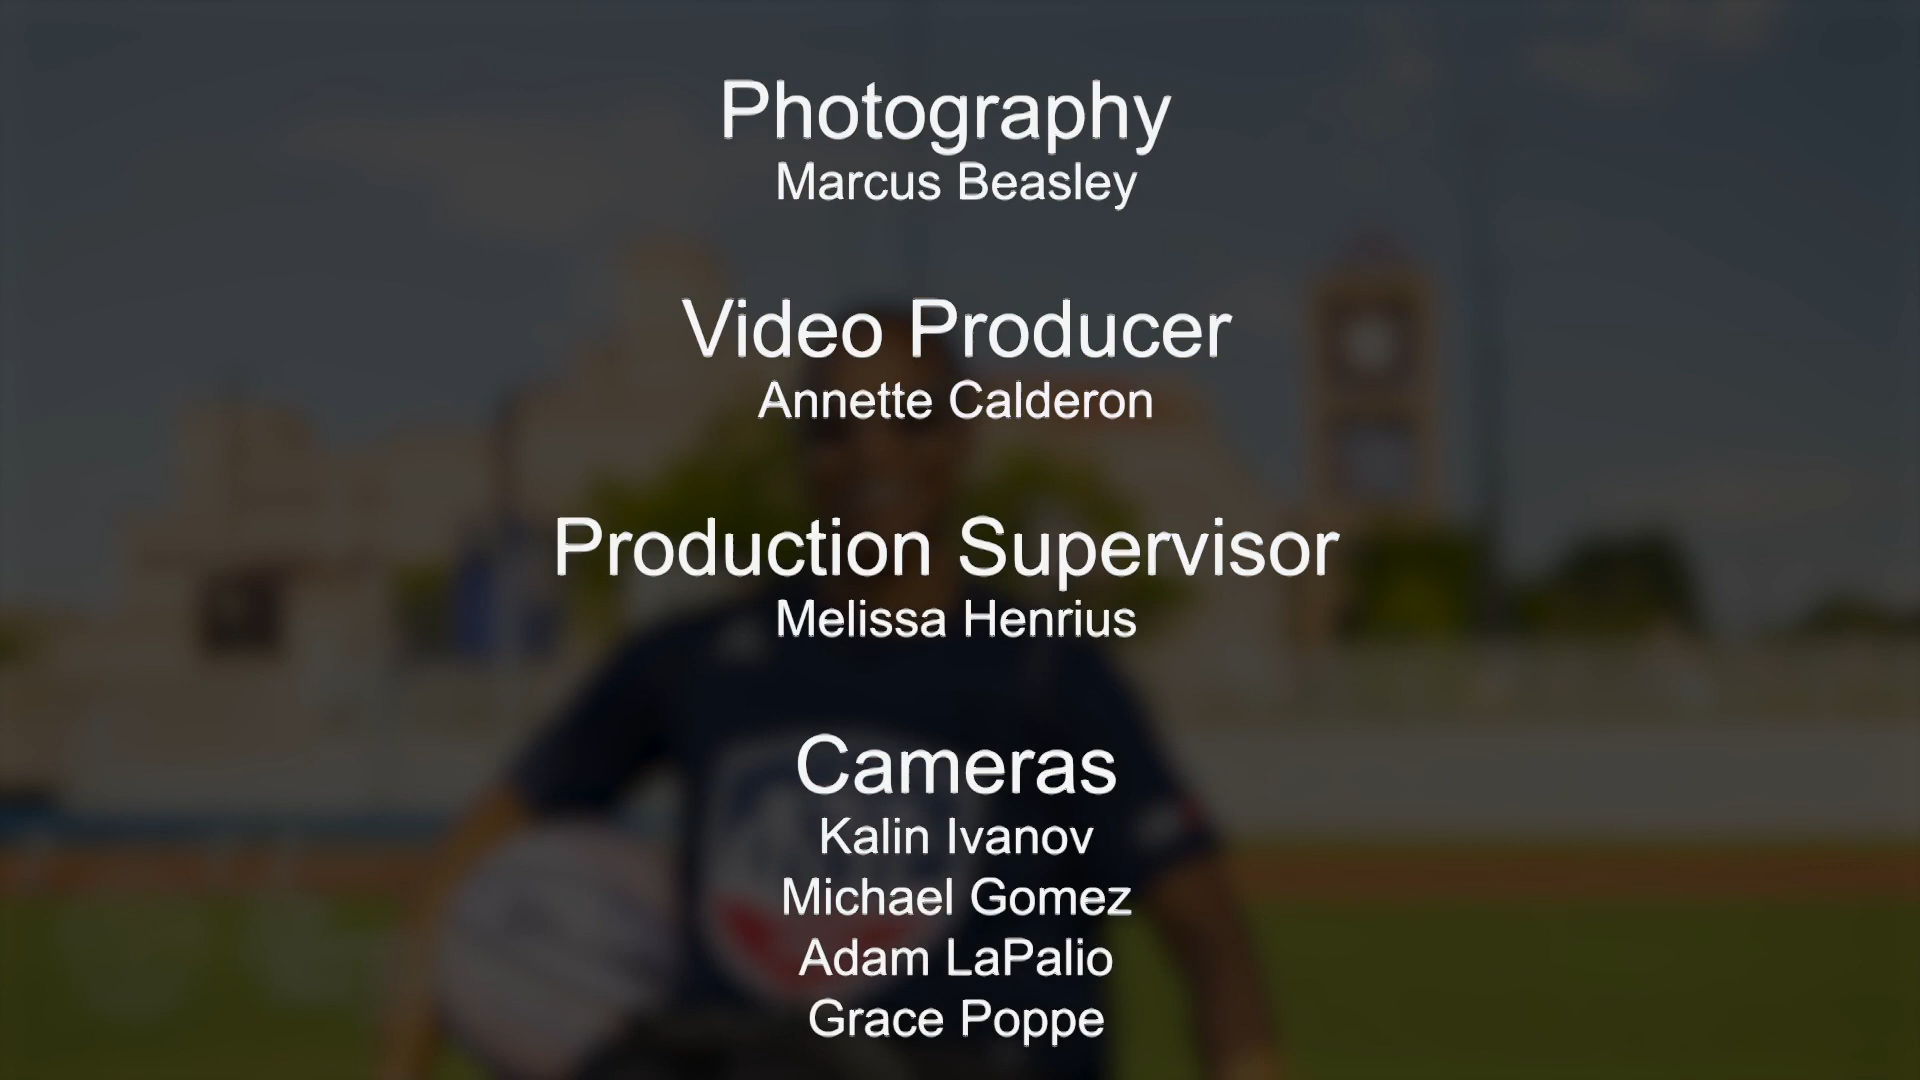 Photography
Marcus Beasley
Video Producer
Annette Calderon
Production Supervisor
Melissa Henrius
Cameras
Kalin Ivanov
Michael Gomez
Adam LaPalio
Grace Poppe